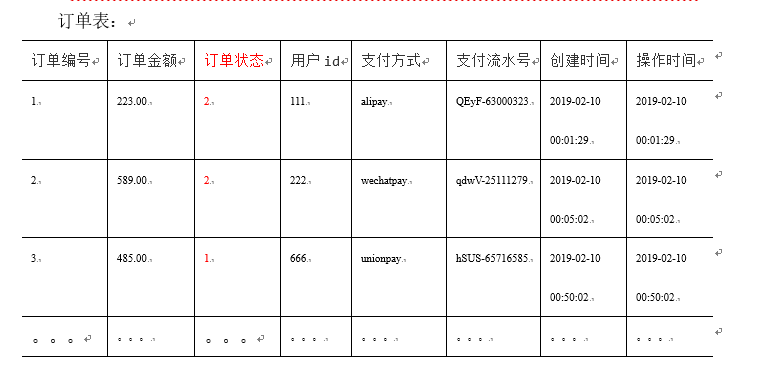 订单表：
订单编号 订单金额 订单状态 用户 id 支付方式 支付流水号 创建时间 操作时间
1 223.00 2 111 alipay QEyF-63000323 2019-02-10 2019-02-10
00:01:29 00:01:29
2 589.00 2 222 wechatpay qdwV-25111279 2019-02-10 2019-02-10
00:05:02 00:05:02
3 485.00 1 666 unionpay hSUS-65716585 2019-02-10 2019-02-10
00:50:02 00:50:02
。。。 。。。 。。。 。。。 。。。 。。。 。。。 。。。